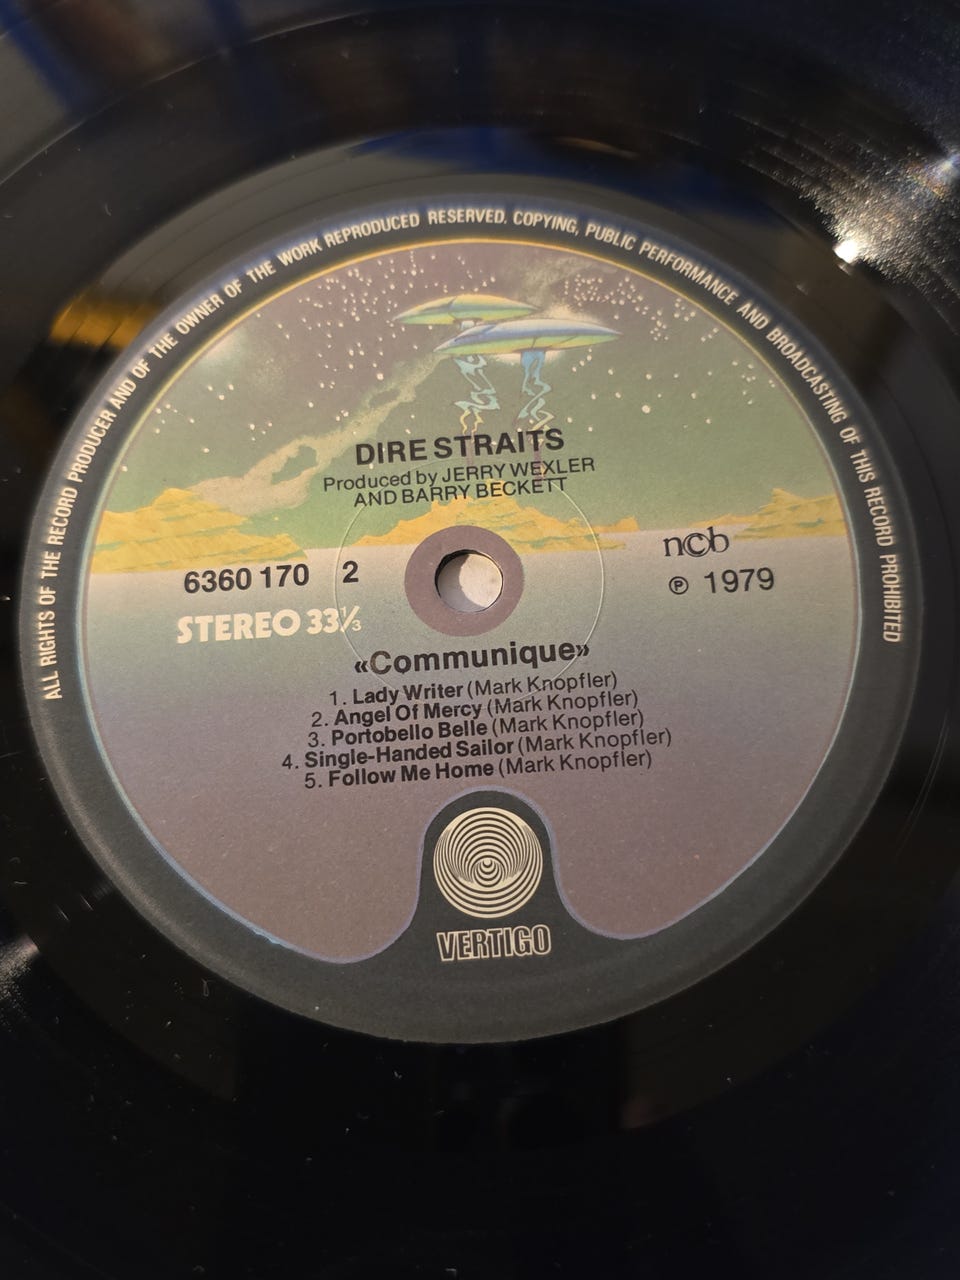 ALL RIGHTS OF THE RECORD PRODUCER AND OF THE OWNER OF THE WORK REPRODUCED RESERVED. COPYING, PUBLIC PERFORMANCE AND BROADCASTING OF THIS RECORD PROHIBITED
DIRE STRAITS
Produced by JERRY WEXLER
AND BARRY BECKETT
ncb
6360 170 2
℗ 1979
STEREO 33⅓
«Communique»
1. Lady Writer (Mark Knopfler)
2. Angel Of Mercy (Mark Knopfler)
3. Portobello Belle (Mark Knopfler)
4. Single-Handed Sailor (Mark Knopfler)
5. Follow Me Home (Mark Knopfler)
VERTIGO